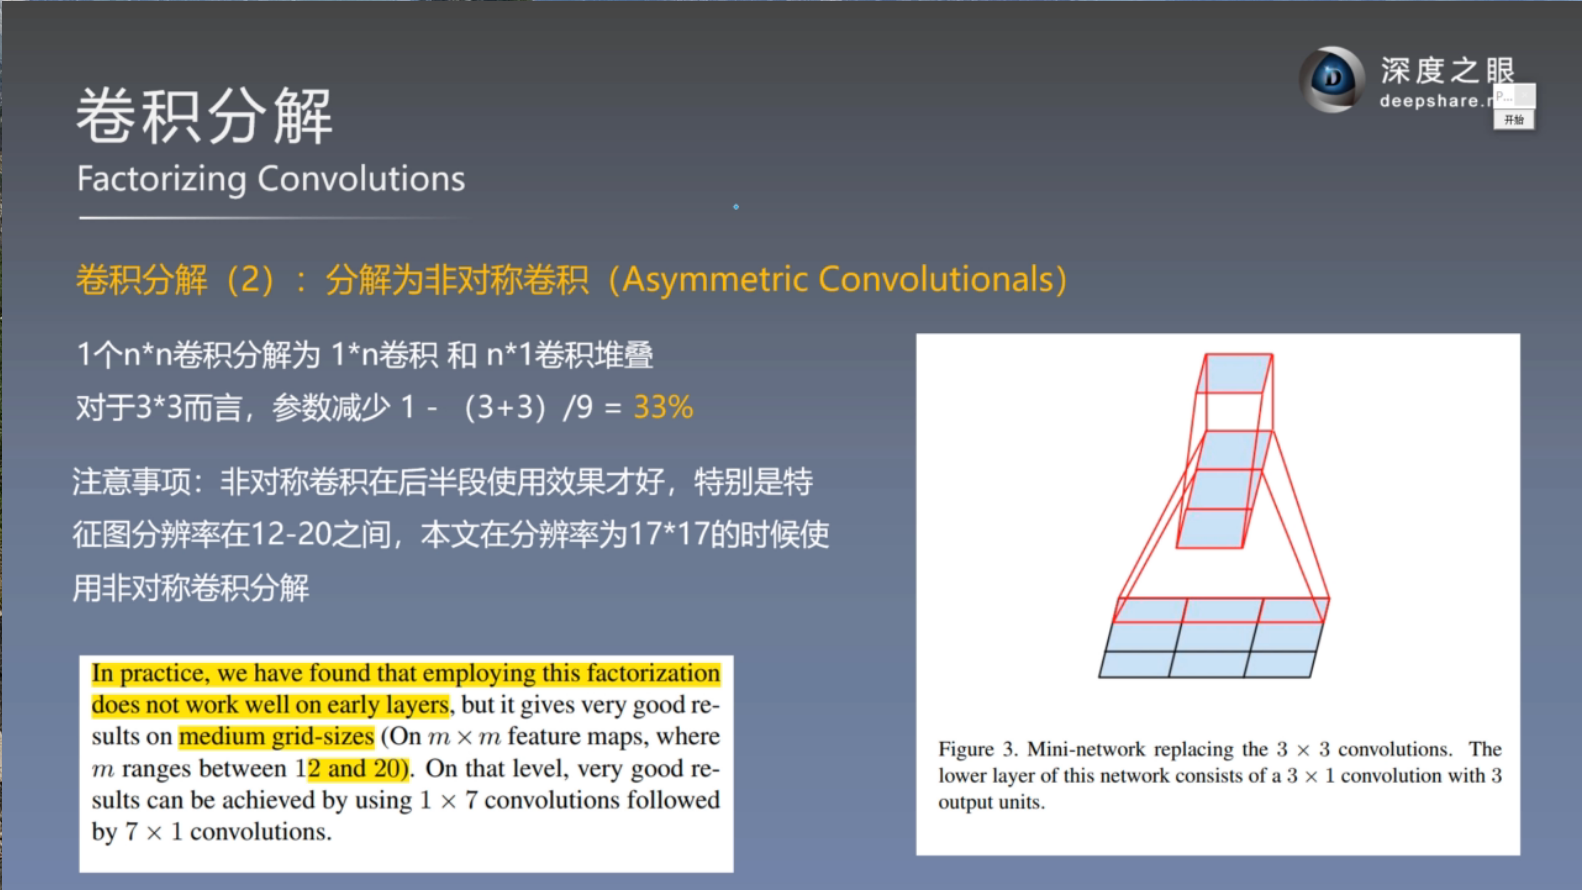 深度之眼
deepshare.r
P...
开始
卷积分解
Factorizing Convolutions
卷积分解（2）：分解为非对称卷积（Asymmetric Convolutionals）
1个n*n卷积分解为 1*n卷积 和 n*1卷积堆叠
对于3*3而言，参数减少 1 - （3+3）/9 = 33%
注意事项：非对称卷积在后半段使用效果才好，特别是特
征图分辨率在12-20之间，本文在分辨率为17*17的时候使
用非对称卷积分解
In practice, we have found that employing this factorization
does not work well on early layers, but it gives very good re-
sults on medium grid-sizes (On m × m feature maps, where
m ranges between 12 and 20). On that level, very good re-
sults can be achieved by using 1 × 7 convolutions followed
by 7 × 1 convolutions.
Figure 3. Mini-network replacing the 3 × 3 convolutions. The
lower layer of this network consists of a 3 × 1 convolution with 3
output units.